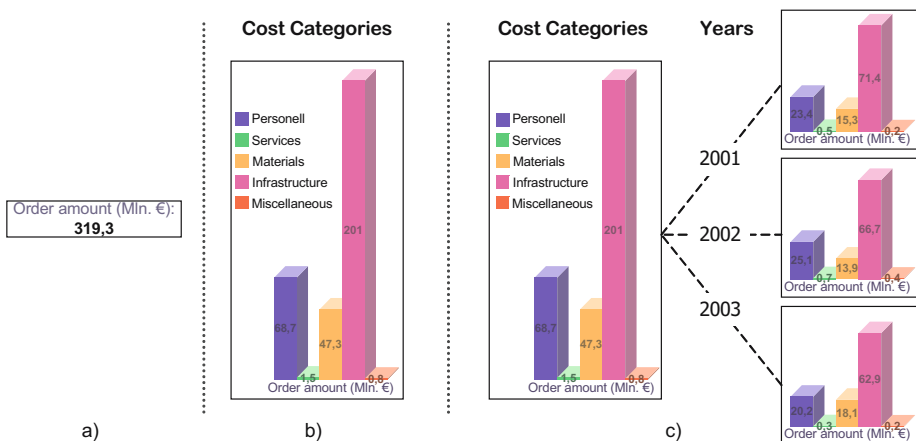 Order amount (Mln. €):
319,3
a)
Cost Categories
Personell
Services
Materials
Infrastructure
Miscellaneous
201
68,7
47,3
1,5
0,8
Order amount (Mln. €)
b)
Cost Categories
Years
Personell
Services
Materials
Infrastructure
Miscellaneous
201
68,7
47,3
1,5
0,8
Order amount (Mln. €)
2001
71,4
23,4
15,3
0,5
0,2
Order amount (Mln. €)
2002
66,7
25,1
13,9
0,7
0,4
Order amount (Mln. €)
2003
62,9
20,2
18,1
0,3
0,2
Order amount (Mln. €)
c)